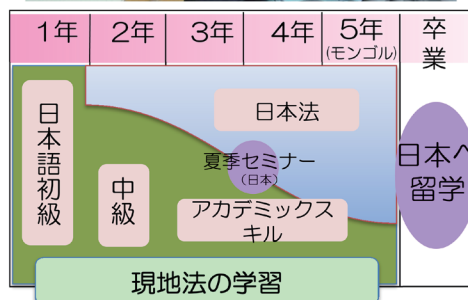 1年 2年 3年 4年 5年 卒
(モンゴル) 業
日本語初級
中級
日本法
夏季セミナー
(日本)
アカデミックス
キル
日本へ
留学
現地法の学習